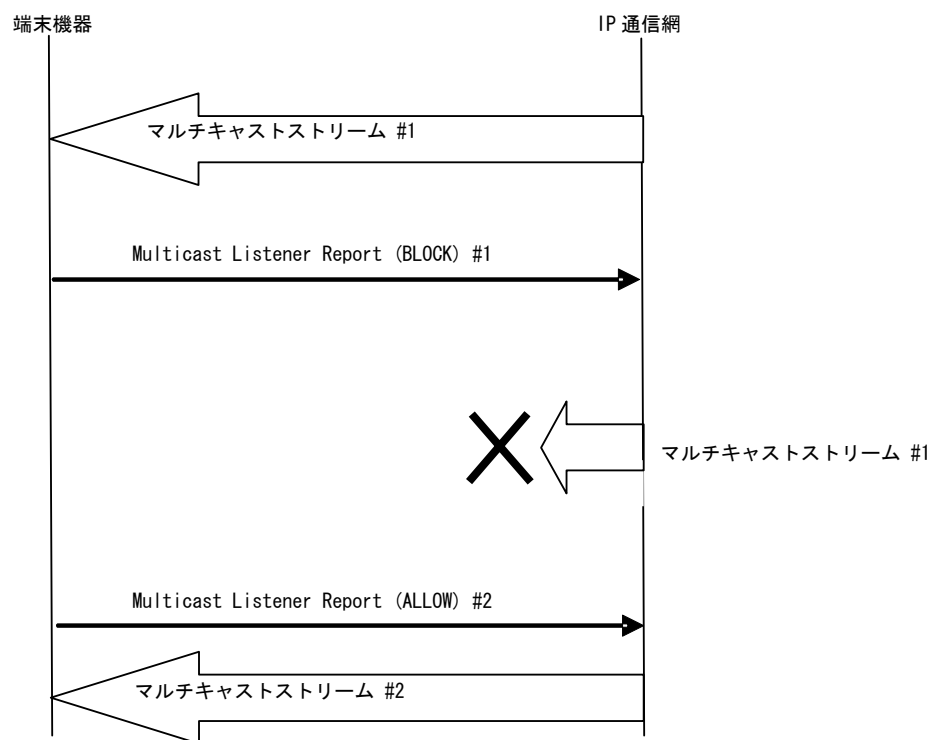 端末機器
IP 通信網
マルチキャストストリーム #1
Multicast Listener Report (BLOCK) #1
マルチキャストストリーム #1
Multicast Listener Report (ALLOW) #2
マルチキャストストリーム #2